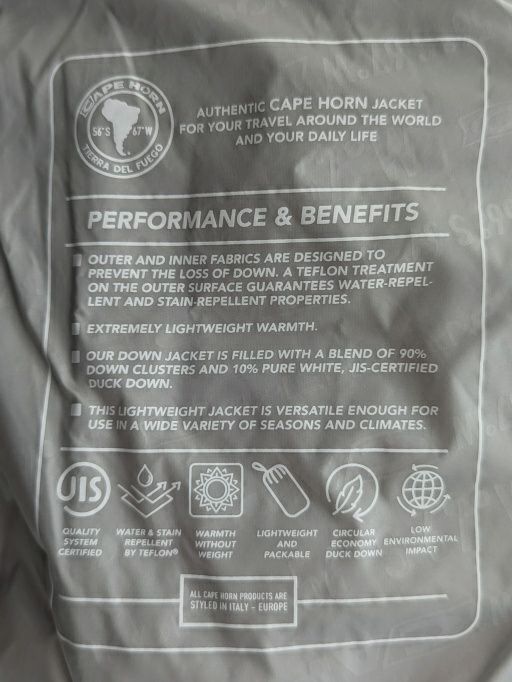 CAPE HORN
56°S 67°W
TIERRA DEL FUEGO
AUTHENTIC CAPE HORN JACKET
FOR YOUR TRAVEL AROUND THE WORLD
AND YOUR DAILY LIFE
PERFORMANCE & BENEFITS
OUTER AND INNER FABRICS ARE DESIGNED TO
PREVENT THE LOSS OF DOWN. A TEFLON TREATMENT
ON THE OUTER SURFACE GUARANTEES WATER-REPEL-
LENT AND STAIN-REPELLENT PROPERTIES.
EXTREMELY LIGHTWEIGHT WARMTH.
OUR DOWN JACKET IS FILLED WITH A BLEND OF 90%
DOWN CLUSTERS AND 10% PURE WHITE, JIS-CERTIFIED
DUCK DOWN.
THIS LIGHTWEIGHT JACKET IS VERSATILE ENOUGH FOR
USE IN A WIDE VARIETY OF SEASONS AND CLIMATES.
JIS
QUALITY
SYSTEM
CERTIFIED
WATER & STAIN
REPELLENT
BY TEFLON®
WARMTH
WITHOUT
WEIGHT
LIGHTWEIGHT
AND
PACKABLE
CIRCULAR
ECONOMY
DUCK DOWN
LOW
ENVIRONMENTAL
IMPACT
ALL CAPE HORN PRODUCTS ARE
STYLED IN ITALY - EUROPE